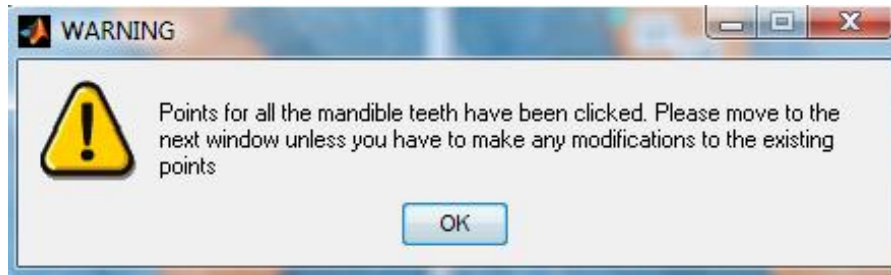 WARNING
Points for all the mandible teeth have been clicked. Please move to the
next window unless you have to make any modifications to the existing
points
OK